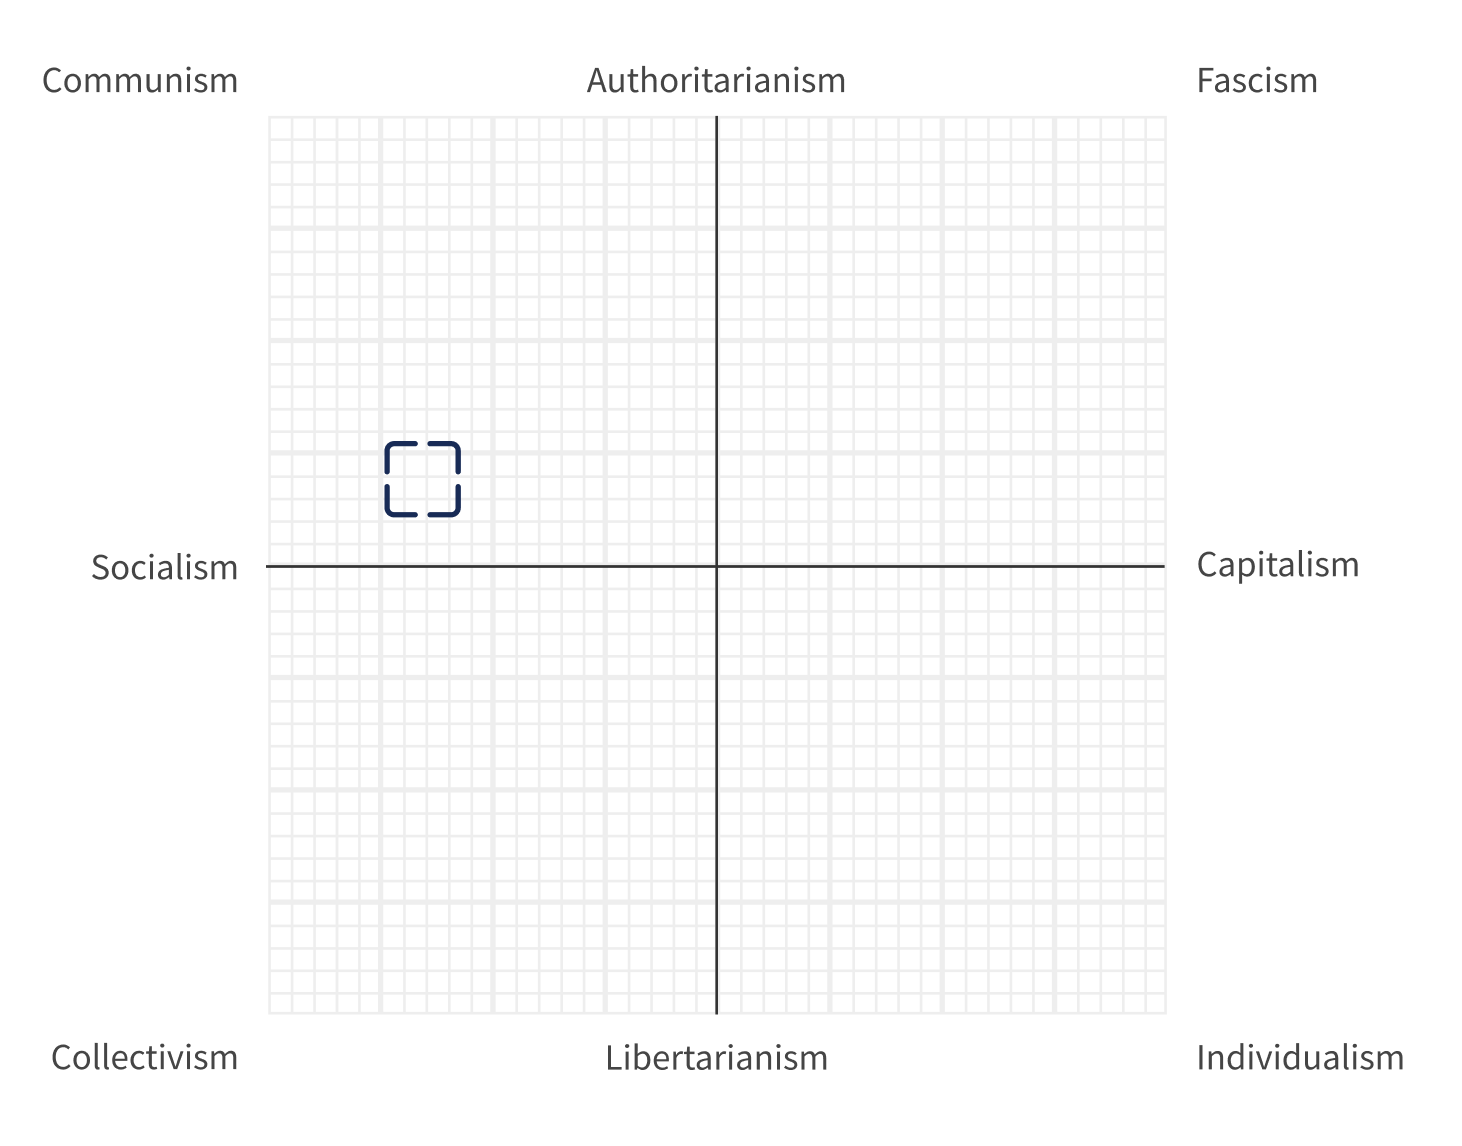 Communism
Authoritarianism
Fascism
Socialism
Capitalism
Collectivism
Libertarianism
Individualism